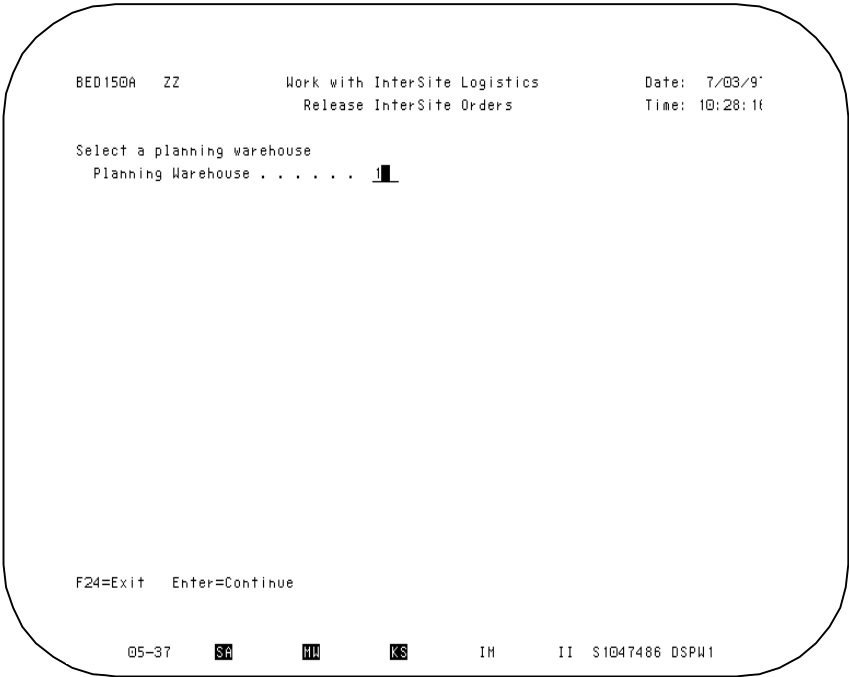 BED150A ZZ Work with InterSite Logistics Date: 7/03/9
Release InterSite Orders Time: 10:28:16
Select a planning warehouse
Planning Warehouse . . . . . . 1
F24=Exit Enter=Continue
05-37 SA MW KS IM II S1047486 DSPW1